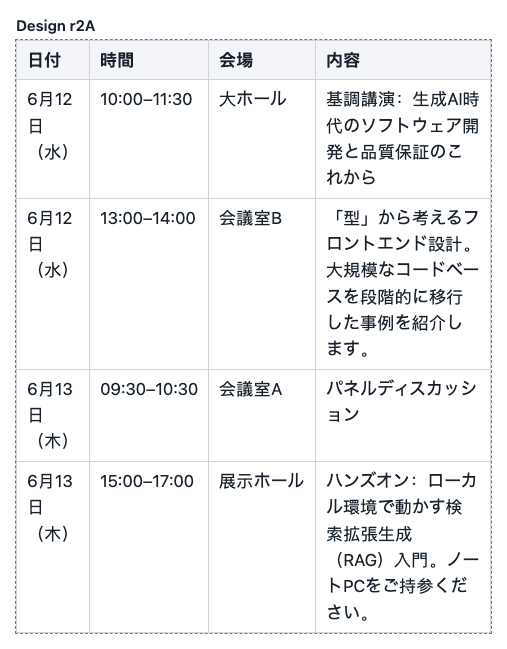 Design r2A
日付 時間 会場 内容
6月12
日
（水）
10:00–11:30
大ホール
基調講演：生成AI時
代のソフトウェア開
発と品質保証のこ
れから
6月12
日
（水）
13:00–14:00
会議室B
「型」から考えるフ
ロントエンド設計。
大規模なコードベー
スを段階的に移行
した事例を紹介し
ます。
6月13
日
（木）
09:30–10:30
会議室A
パネルディスカッシ
ョン
6月13
日
（木）
15:00–17:00
展示ホール
ハンズオン：ローカ
ル環境で動かす検
索拡張生成
（RAG）入門。ノー
トPCをご持参くだ
さい。